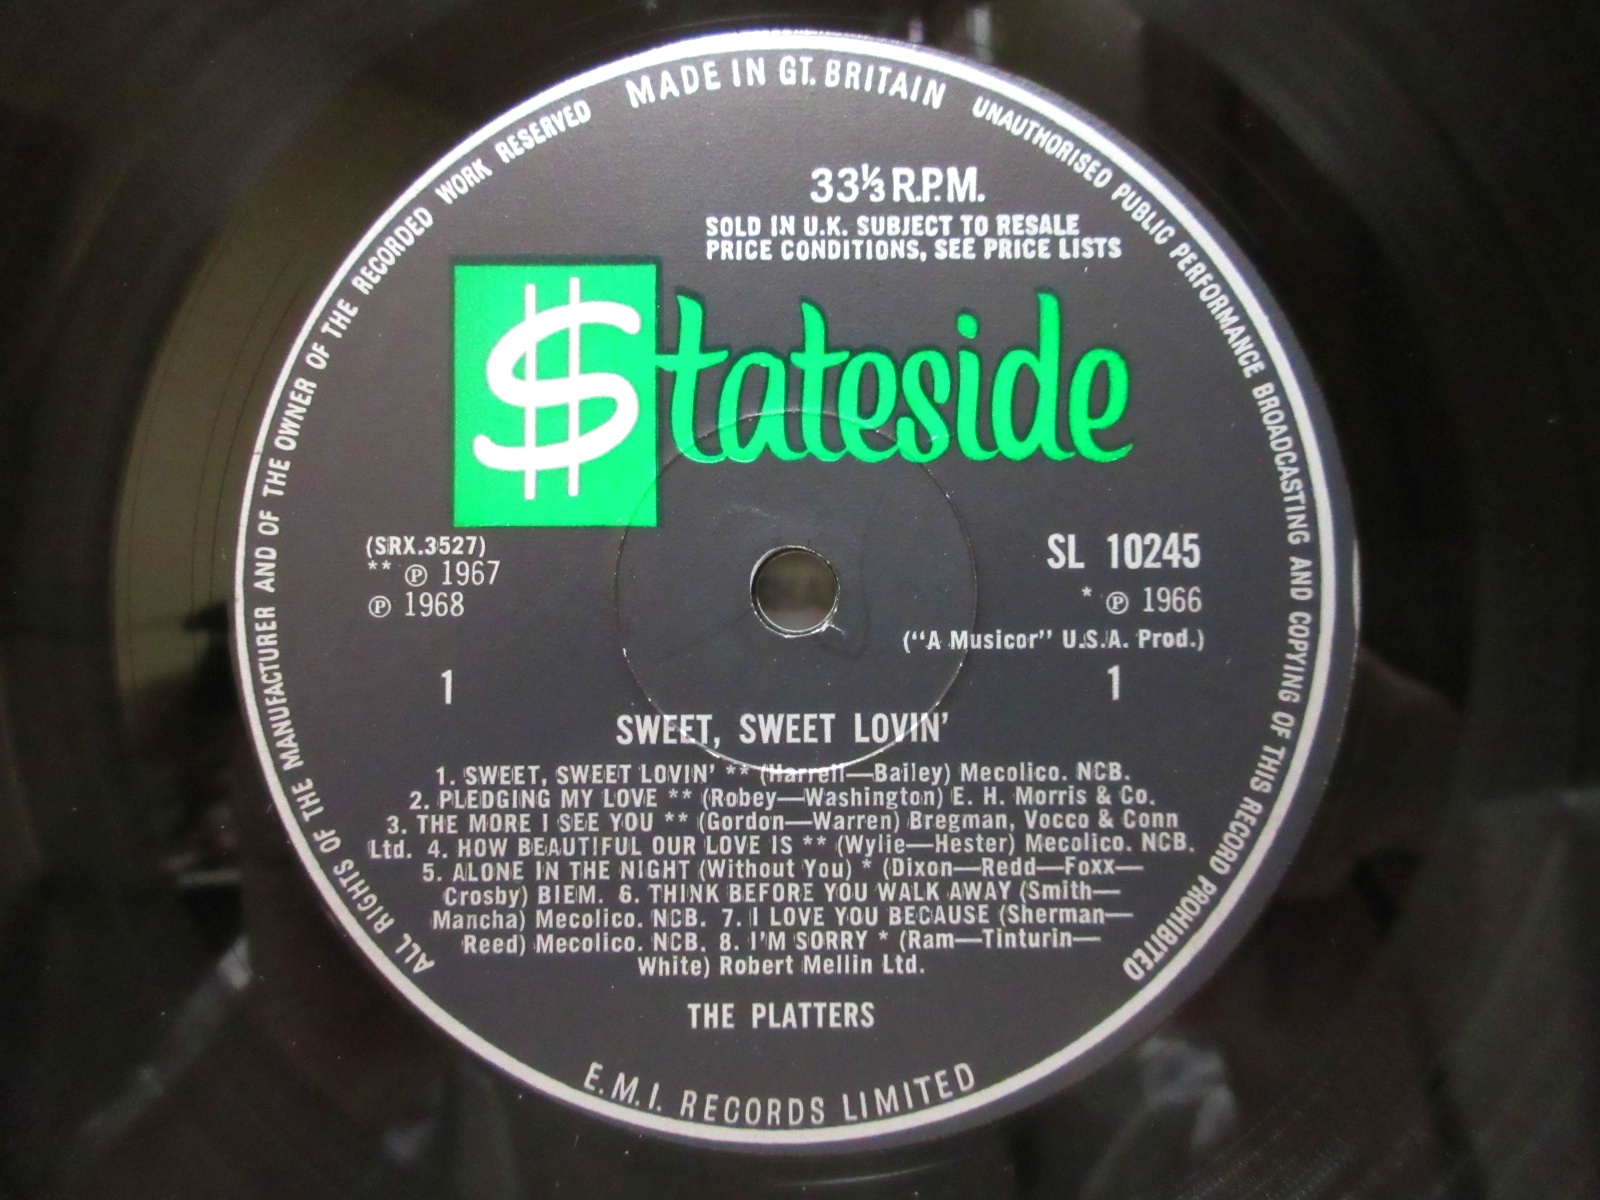 MADE IN GT. BRITAIN
UNAUTHORISED PUBLIC PERFORMANCE BROADCASTING AND COPYING OF THIS RECORD PROHIBITED
ALL RIGHTS OF THE MANUFACTURER AND OF THE OWNER OF THE RECORDED WORK RESERVED
33⅓ R.P.M.
SOLD IN U.K. SUBJECT TO RESALE
PRICE CONDITIONS, SEE PRICE LISTS
$tateside
(SRX.3527)
** ℗ 1967
℗ 1968
SL 10245
* ℗ 1966
("A Musicor" U.S.A. Prod.)
1
1
SWEET, SWEET LOVIN'
1. SWEET, SWEET LOVIN' ** (Harrell—Bailey) Mecolico. NCB.
2. PLEDGING MY LOVE ** (Robey—Washington) E. H. Morris & Co.
3. THE MORE I SEE YOU ** (Gordon—Warren) Bregman, Vocco & Conn
Ltd. 4. HOW BEAUTIFUL OUR LOVE IS ** (Wylie—Hester) Mecolico. NCB.
5. ALONE IN THE NIGHT (Without You) * (Dixon—Redd—Foxx—
Crosby) BIEM. 6. THINK BEFORE YOU WALK AWAY (Smith—
Mancha) Mecolico. NCB. 7. I LOVE YOU BECAUSE (Sherman—
Reed) Mecolico. NCB. 8. I'M SORRY * (Ram—Tinturin—
White) Robert Mellin Ltd.
THE PLATTERS
E.M.I. RECORDS LIMITED